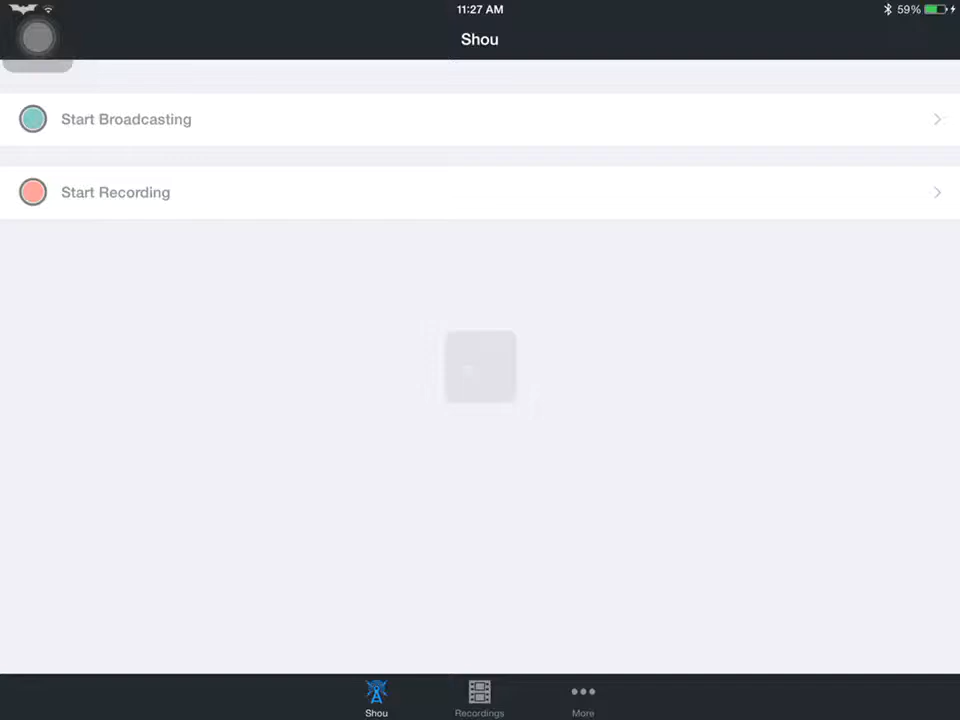 11:27 AM
59%
Shou
Start Broadcasting
Start Recording
Shou
Recordings
More